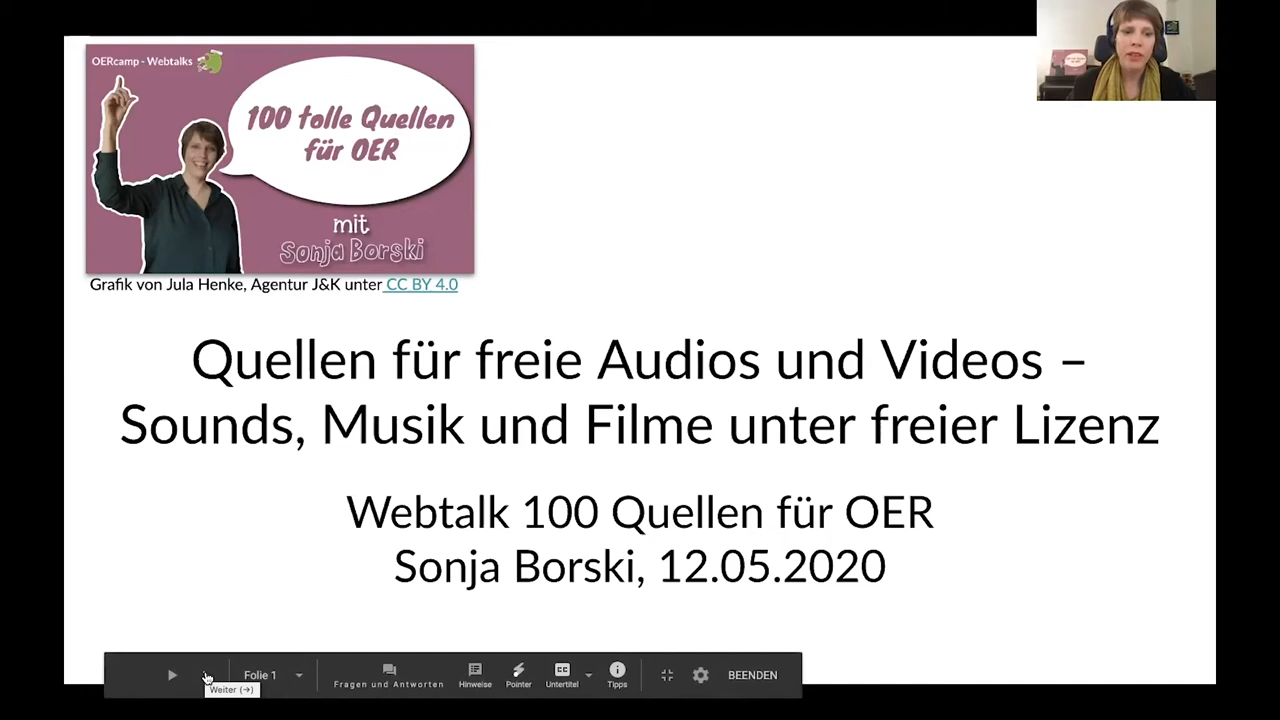 OERcamp - Webtalks
100 tolle Quellen
für OER
mit
Sonja Borski
Grafik von Jula Henke, Agentur J&K unter CC BY 4.0
Quellen für freie Audios und Videos –
Sounds, Musik und Filme unter freier Lizenz
Webtalk 100 Quellen für OER
Sonja Borski, 12.05.2020
Folie 1
Fragen und Antworten
Hinweise
Pointer
Untertitel
Tipps
BEENDEN
Weiter (→)